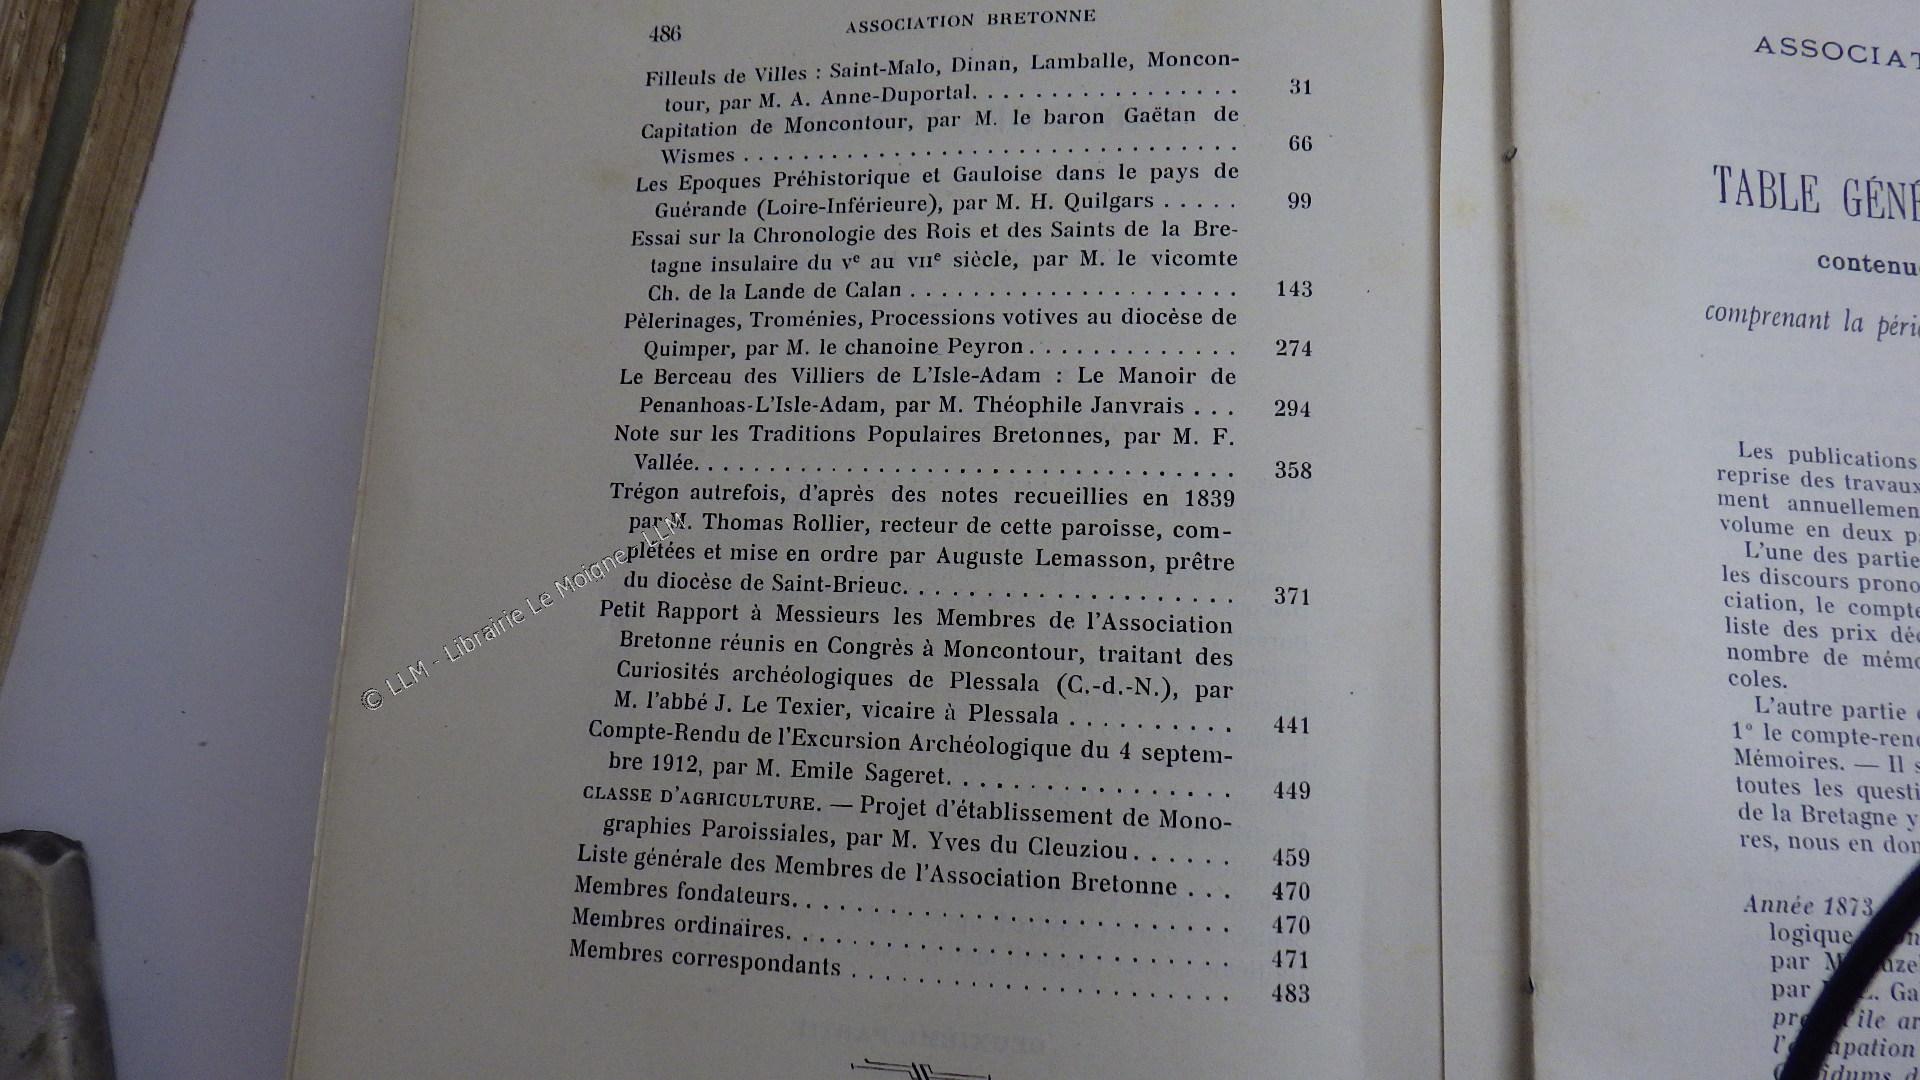 486
ASSOCIATION BRETONNE
Filleuls de Villes : Saint-Malo, Dinan, Lamballe, Moncon-
tour, par M. A. Anne-Duportal. . . . . . . . . . . . . . . . . 31
Capitation de Moncontour, par M. le baron Gaëtan de
Wismes . . . . . . . . . . . . . . . . . . . . . . . . . . . . . . . . . 66
Les Epoques Préhistorique et Gauloise dans le pays de
Guérande (Loire-Inférieure), par M. H. Quilgars . . . . . 99
Essai sur la Chronologie des Rois et des Saints de la Bre-
tagne insulaire du Ve au VIIe siècle, par M. le vicomte
Ch. de la Lande de Calan . . . . . . . . . . . . . . . . . . . . . 143
Pèlerinages, Troménies, Processions votives au diocèse de
Quimper, par M. le chanoine Peyron . . . . . . . . . . . . . 274
Le Berceau des Villiers de L'Isle-Adam : Le Manoir de
Penanhoas-L'Isle-Adam, par M. Théophile Janvrais . . . 294
Note sur les Traditions Populaires Bretonnes, par M. F.
Vallée. . . . . . . . . . . . . . . . . . . . . . . . . . . . . . . . . 358
Trégon autrefois, d'après des notes recueillies en 1839
par M. Thomas Rollier, recteur de cette paroisse, com-
plétées et mise en ordre par Auguste Lemasson, prêtre
du diocèse de Saint-Brieuc. . . . . . . . . . . . . . . . . . . . . 371
Petit Rapport à Messieurs les Membres de l'Association
Bretonne réunis en Congrès à Moncontour, traitant des
Curiosités archéologiques de Plessala (C.-d.-N.), par
M. l'abbé J. Le Texier, vicaire à Plessala . . . . . . . . . . 441
Compte-Rendu de l'Excursion Archéologique du 4 septem-
bre 1912, par M. Emile Sageret. . . . . . . . . . . . . . . . . 449
CLASSE D'AGRICULTURE. — Projet d'établissement de Mono-
graphies Paroissiales, par M. Yves du Cleuziou . . . . . . 459
Liste générale des Membres de l'Association Bretonne . . . 470
Membres fondateurs. . . . . . . . . . . . . . . . . . . . . . . . . 470
Membres ordinaires. . . . . . . . . . . . . . . . . . . . . . . . . 471
Membres correspondants . . . . . . . . . . . . . . . . . . . . . 483
© LLM - Librairie Le Moigne - LLM
ASSOCIAT
TABLE GÉNÉ
contenu
comprenant la péri
Les publications
reprise des travaux
ment annuellemen
volume en deux p
L'une des partie
les discours prono
ciation, le compte
liste des prix déc
nombre de mémo
coles.
L'autre partie
1° le compte-rend
Mémoires. — Il s
toutes les questi
de la Bretagne y
res, nous en don
Année 1873
logique
par M
par L. Ga
l'île ar